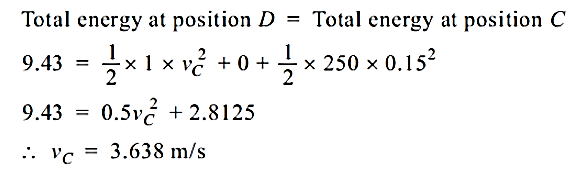 Total energy at position D = Total energy at position C
9.43 = 1/2 × 1 × v_C^2 + 0 + 1/2 × 250 × 0.15^2
9.43 = 0.5v_C^2 + 2.8125
∴ v_C = 3.638 m/s